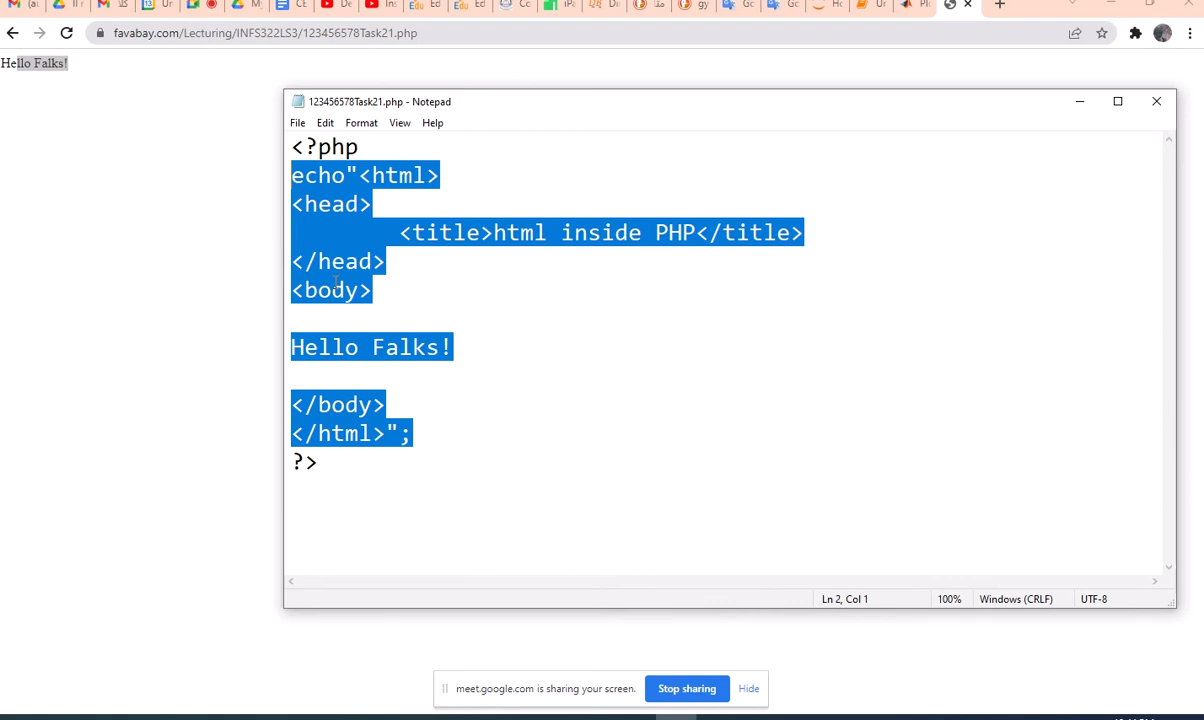 favabay.com/Lecturing/INFS322LS3/123456578Task21.php
Hello Falks!
123456578Task21.php - Notepad
File Edit Format View Help
<?php
echo"<html>
<head>
<title>html inside PHP</title>
</head>
<body>
Hello Falks!
</body>
</html>";
?>
Ln 2, Col 1 100% Windows (CRLF) UTF-8
meet.google.com is sharing your screen. Stop sharing Hide